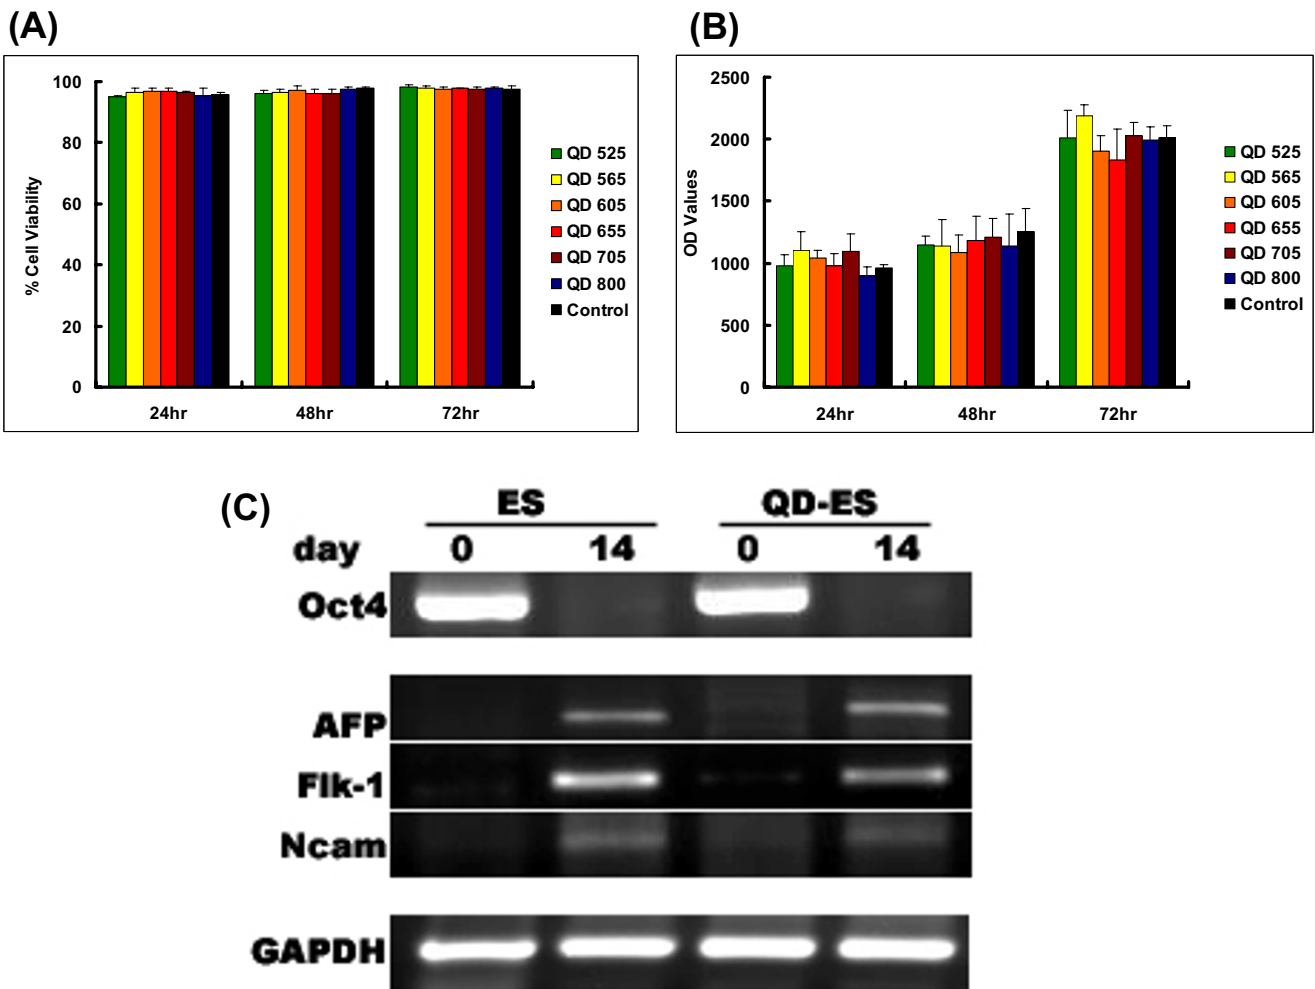 (A)
100
80
60
40
20
0
% Cell Viability
24hr 48hr 72hr
QD 525
QD 565
QD 605
QD 655
QD 705
QD 800
Control
(B)
2500
2000
1500
1000
500
0
OD Values
24hr 48hr 72hr
QD 525
QD 565
QD 605
QD 655
QD 705
QD 800
Control
(C)
ES QD-ES
day 0 14 0 14
Oct4
AFP
Flk-1
Ncam
GAPDH